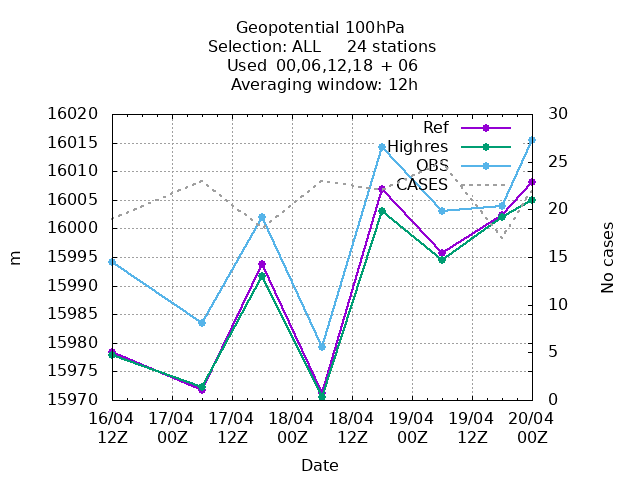 Geopotential 100hPa
Selection: ALL 24 stations
Used 00,06,12,18 + 06
Averaging window: 12h
16020
16015
16010
16005
16000
15995
15990
15985
15980
15975
15970
m
30
25
20
15
10
5
0
No cases
Ref
Highres
OBS
CASES
16/04 17/04 17/04 18/04 18/04 19/04 19/04 20/04
12Z 00Z 12Z 00Z 12Z 00Z 12Z 00Z
Date